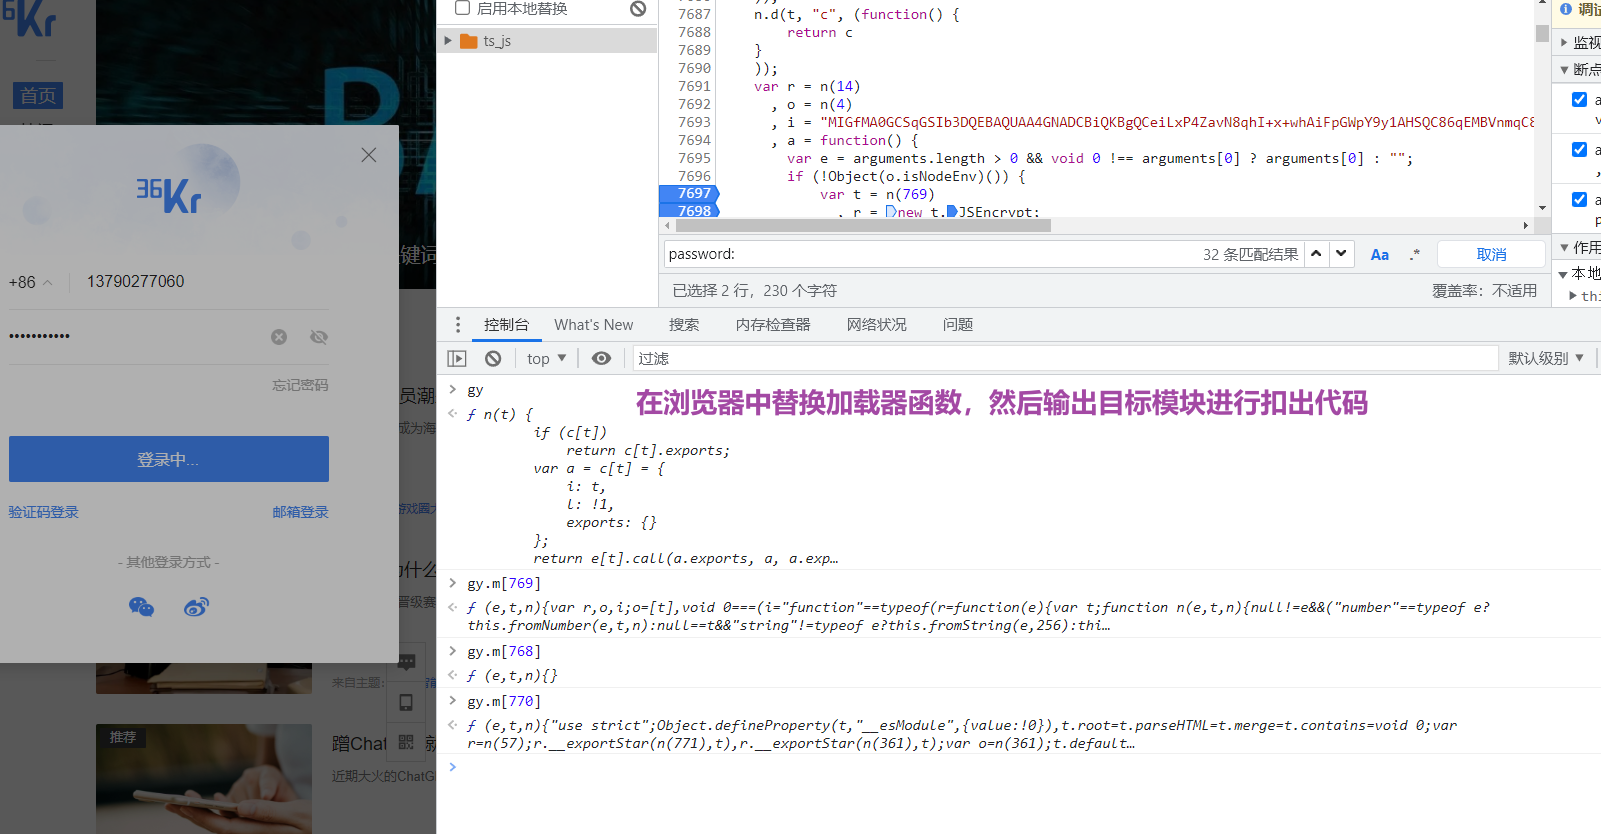 36Kr
首页
36Kr
键词
+86
13790277060
•••••••••••
忘记密码
登录中...
验证码登录
邮箱登录
- 其他登录方式 -
员潮
成为海
游戏圈大
为什么
晋级赛
来自主题:
推荐
蹭Chat
近期大火的ChatG
启用本地替换
ts_js
7687 n.d(t, "c", (function() {
7688 return c
7689 }
7690 ));
7691 var r = n(14)
7692 , o = n(4)
7693 , i = "MIGfMA0GCSqGSIb3DQEBAQUAA4GNADCBiQKBgQCeiLxP4ZavN8qhI+x+whAiFpGWpY9y1AHSQC86qEMBVnmqC8
7694 , a = function() {
7695 var e = arguments.length > 0 && void 0 !== arguments[0] ? arguments[0] : "";
7696 if (!Object(o.isNodeEnv)()) {
7697 var t = n(769)
7698 , r = new t.JSEncrypt;
password:
32 条匹配结果
Aa
.*
取消
已选择 2 行，230 个字符
覆盖率：不适用
调试
监视
断点
a
v
a
,
a
p
作用
本地
thi
控制台
What's New
搜索
内存检查器
网络状况
问题
top
过滤
默认级别
gy
在浏览器中替换加载器函数，然后输出目标模块进行扣出代码
ƒ n(t) {
if (c[t])
return c[t].exports;
var a = c[t] = {
i: t,
l: !1,
exports: {}
};
return e[t].call(a.exports, a, a.exp…
gy.m[769]
ƒ (e,t,n){var r,o,i;o=[t],void 0===(i="function"==typeof(r=function(e){var t;function n(e,t,n){null!=e&&("number"==typeof e?
this.fromNumber(e,t,n):null==t&&"string"!=typeof e?this.fromString(e,256):thi…
gy.m[768]
ƒ (e,t,n){}
gy.m[770]
ƒ (e,t,n){"use strict";Object.defineProperty(t,"__esModule",{value:!0}),t.root=t.parseHTML=t.merge=t.contains=void 0;var
r=n(57);r.__exportStar(n(771),t),r.__exportStar(n(361),t);var o=n(361);t.default…